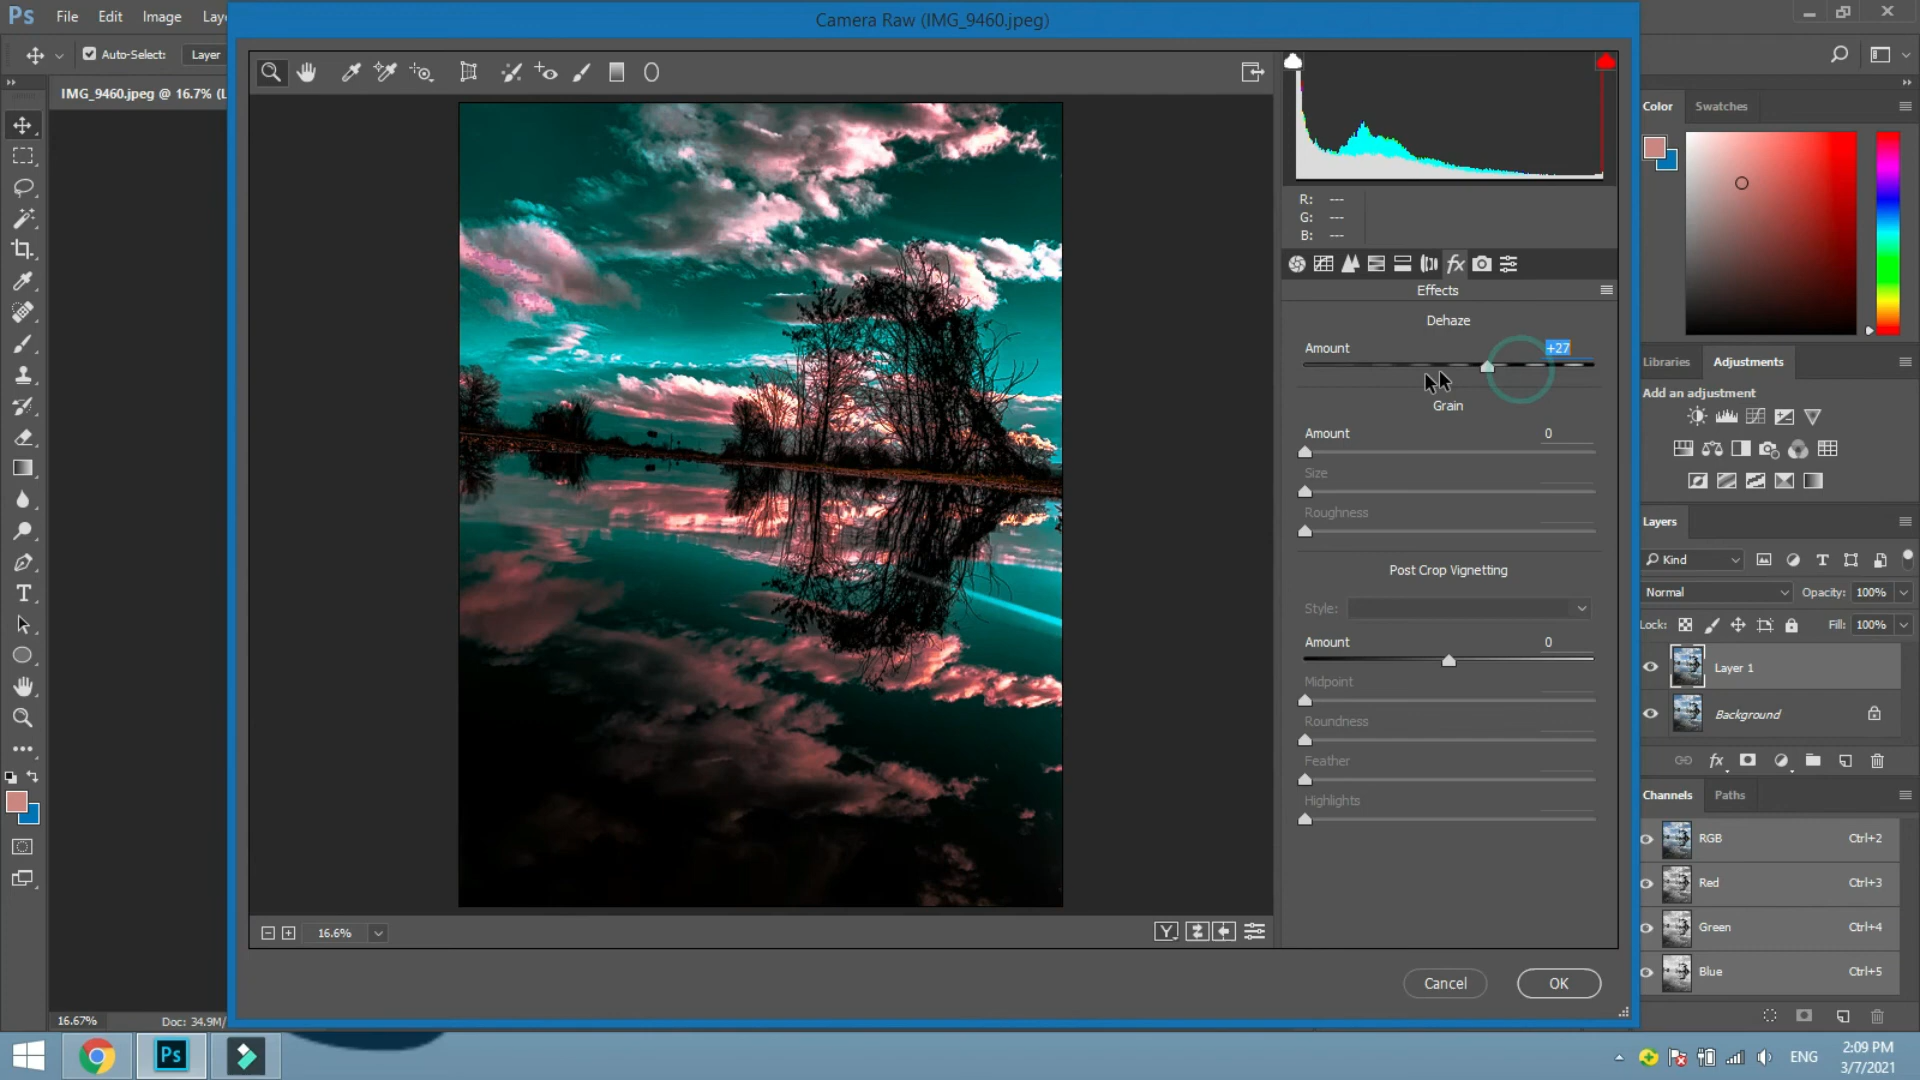 Ps File Edit Image Lay
Camera Raw (IMG_9460.jpeg)
Auto-Select: Layer
IMG_9460.jpeg @ 16.7% (L
R: ---
G: ---
B: ---
fx
Effects
Dehaze
Amount +27
Grain
Amount 0
Size
Roughness
Post Crop Vignetting
Style:
Amount 0
Midpoint
Roundness
Feather
Highlights
16.6%
Y
Cancel OK
Color Swatches
Libraries Adjustments
Add an adjustment
Layers
Kind
T
Normal Opacity: 100%
Lock: Fill: 100%
Layer 1
Background
fx
Channels Paths
RGB Ctrl+2
Red Ctrl+3
Green Ctrl+4
Blue Ctrl+5
T
16.67% Doc: 34.9M/
Ps
ENG
2:09 PM
3/7/2021